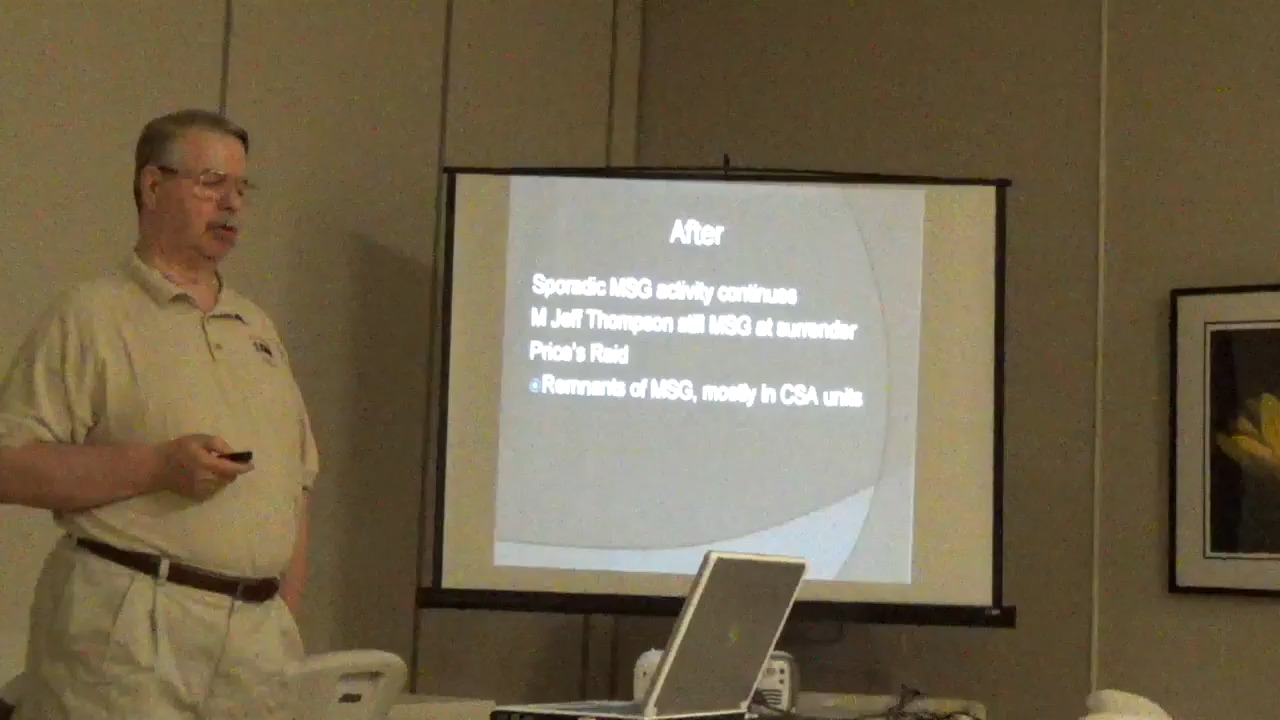 After
Sporadic MSG activity continues
M Jeff Thompson still MSG at surrender
Price's Raid
Remnants of MSG, mostly in CSA units